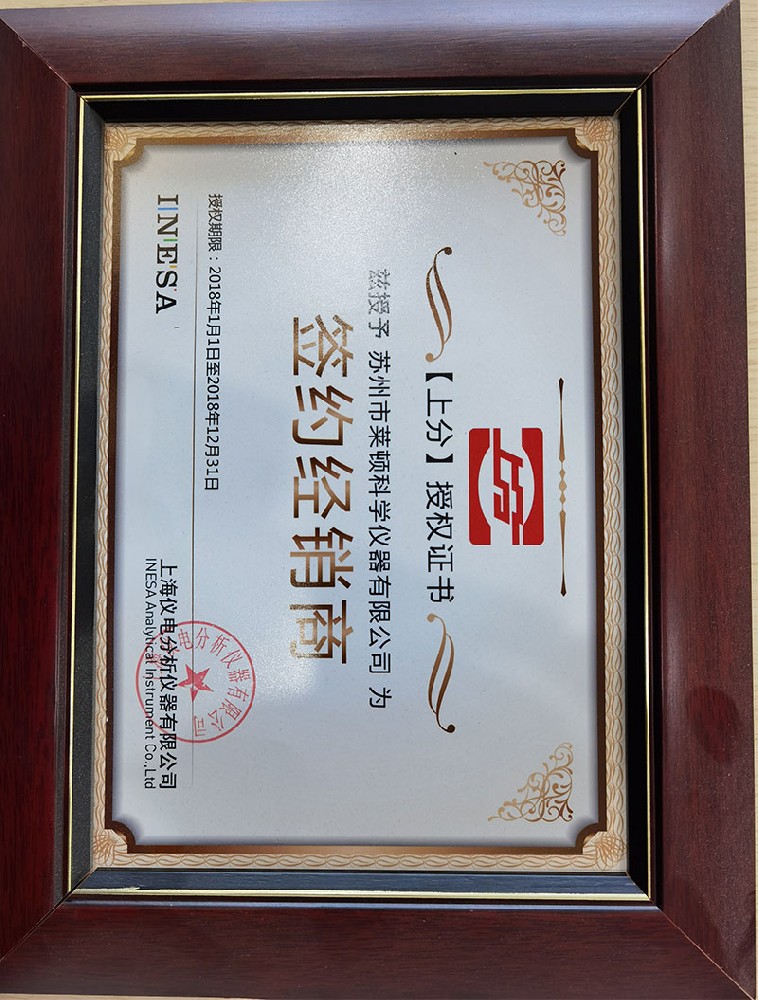 【上分】授权证书
兹授予 苏州市莱顿科学仪器有限公司 为
签约经销商
授权期限：2018年1月1日至2018年12月31日
INESA
上海仪电分析仪器有限公司
INESA Analytical Instrument Co.,Ltd
电分析仪器有限公司